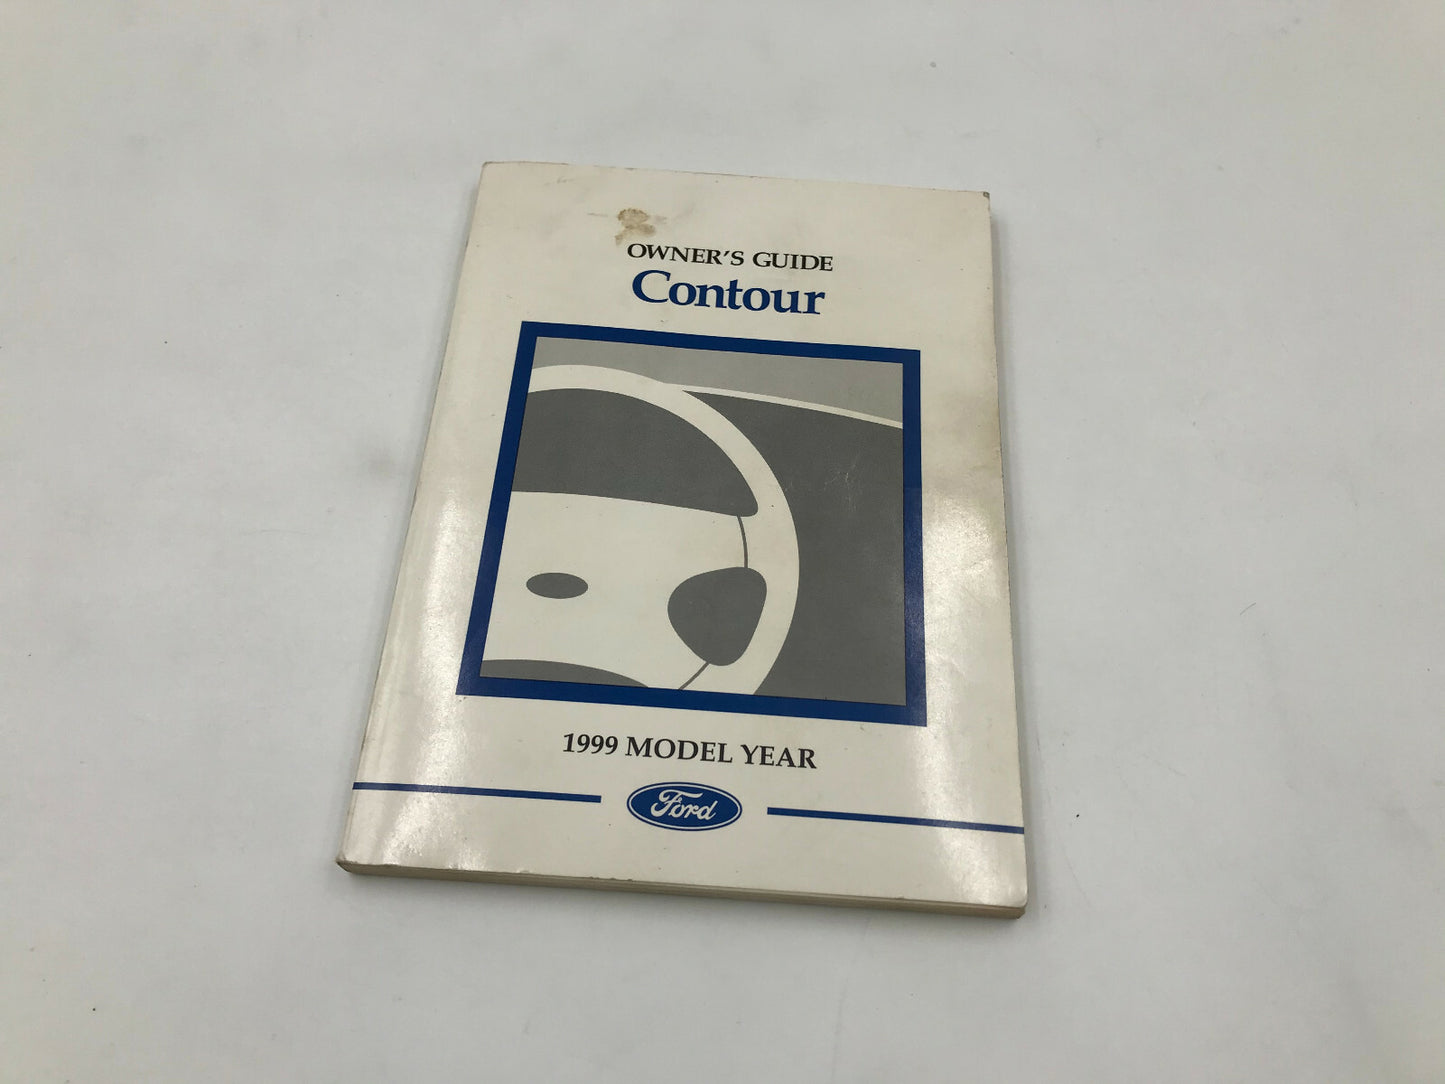 OWNER'S GUIDE
Contour
1999 MODEL YEAR
Ford